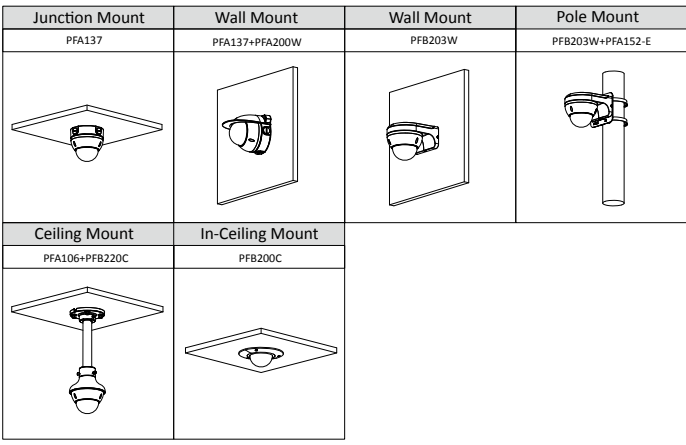 Junction Mount
Wall Mount
Wall Mount
Pole Mount
PFA137
PFA137+PFA200W
PFB203W
PFB203W+PFA152-E
Ceiling Mount
In-Ceiling Mount
PFA106+PFB220C
PFB200C